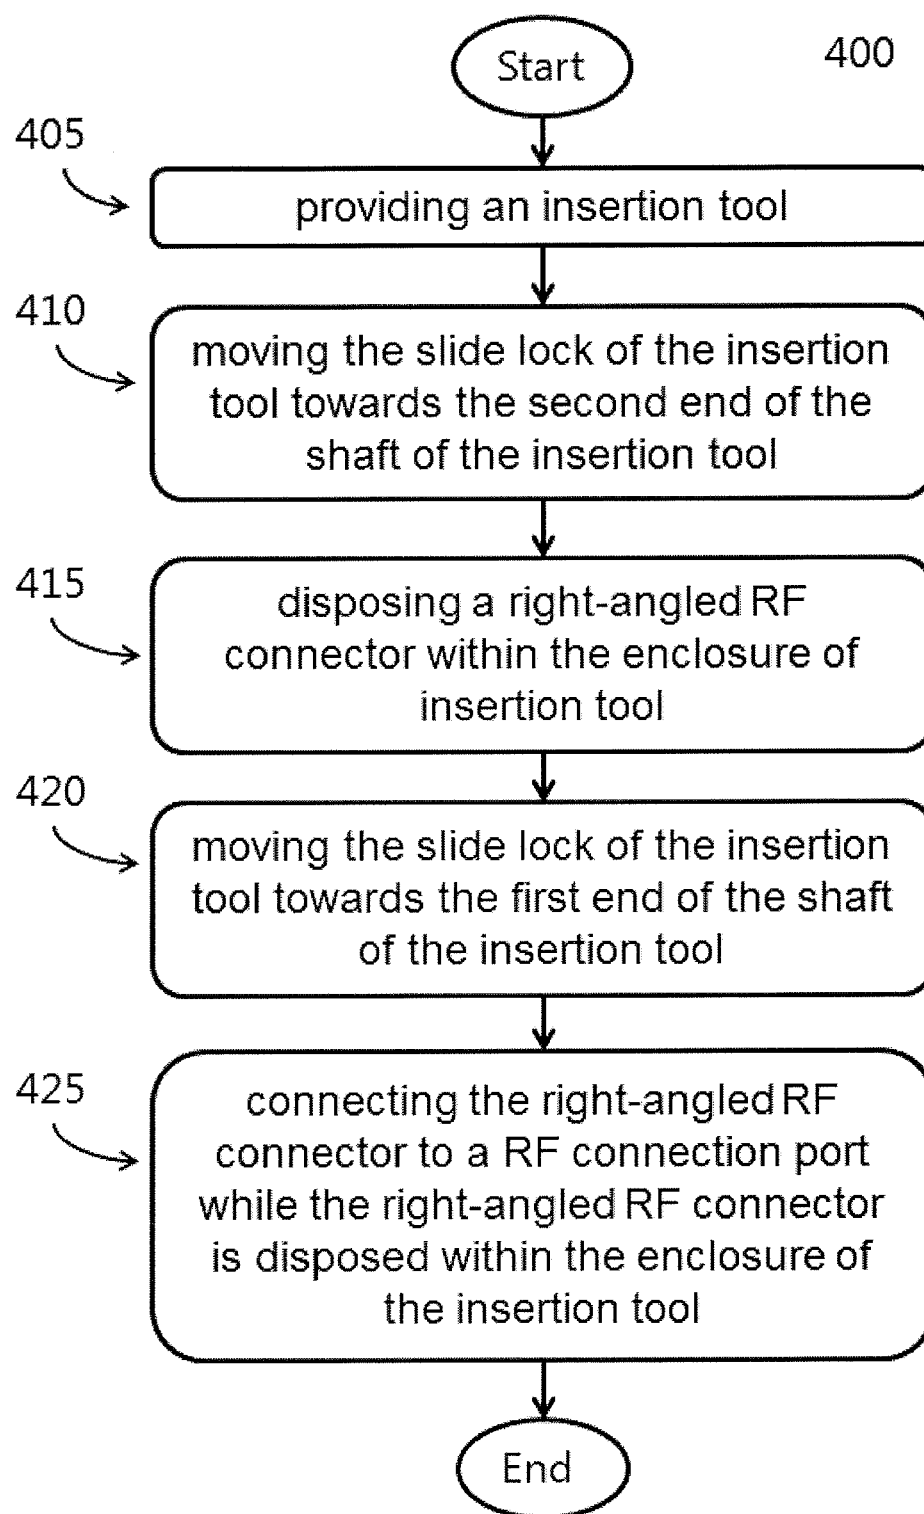 Start
400
405
providing an insertion tool
410
moving the slide lock of the insertion
tool towards the second end of the
shaft of the insertion tool
415
disposing a right-angled RF
connector within the enclosure of
insertion tool
420
moving the slide lock of the insertion
tool towards the first end of the shaft
of the insertion tool
425
connecting the right-angled RF
connector to a RF connection port
while the right-angled RF connector
is disposed within the enclosure of
the insertion tool
End